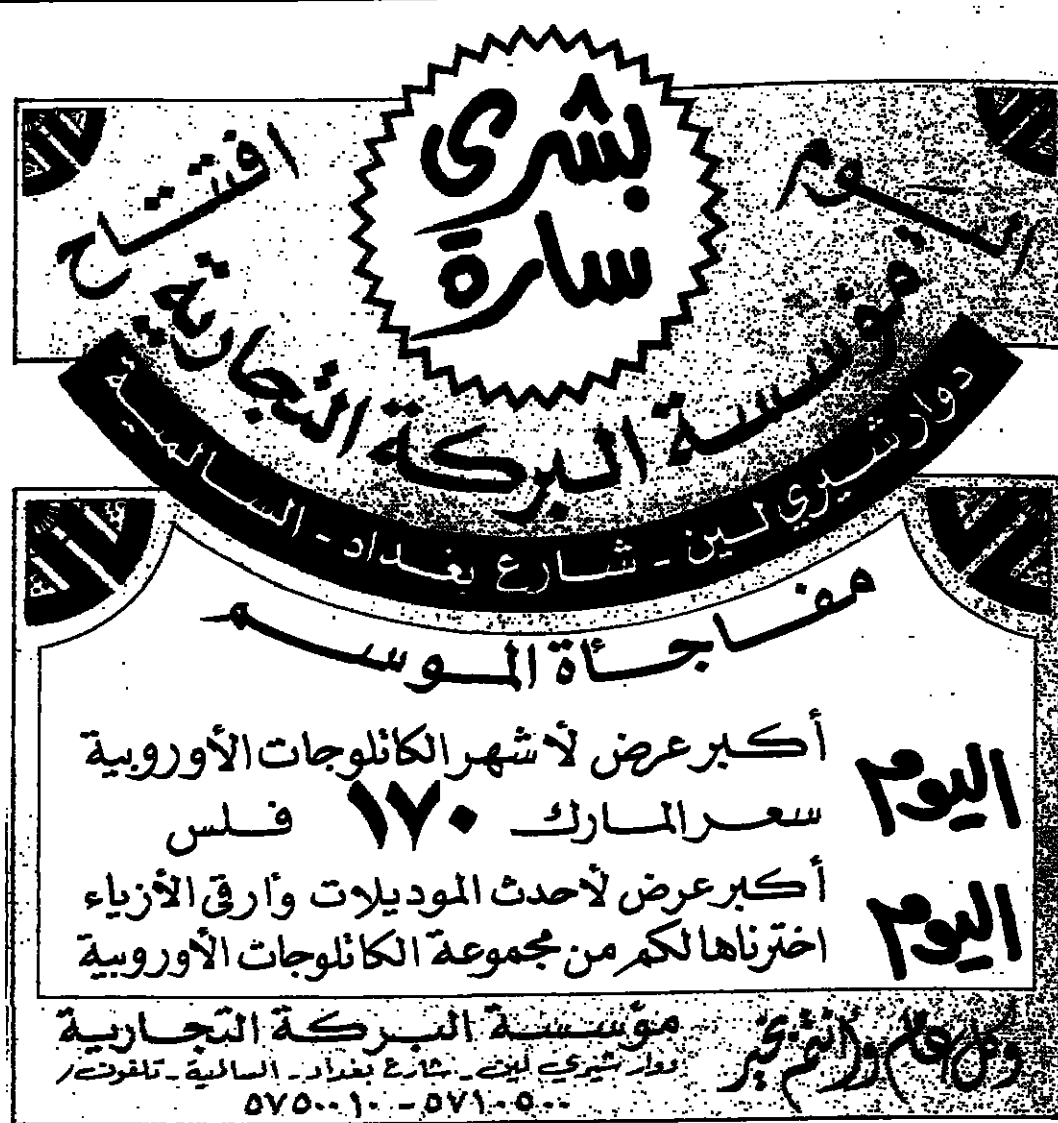 بشرى
سارة
اليوم افتتاح
مؤسسة البركة التجارية
دوار شيري لين - شارع بغداد - السالمية
مفاجأة الموسم
اليوم
أكبر عرض لأشهر الكاتلوجات الأوروبية
سعر المارك ١٧٠ فلس
اليوم
أكبر عرض لأحدث الموديلات وأرقى الأزياء
اخترناها لكم من مجموعة الكاتلوجات الأوروبية
وكل عام وأنتم بخير
مؤسسة البركة التجارية
دوار شيري لين - شارع بغداد - السالمية - تلفون /
٥٧١٠٥٠٠ - ٥٧٥٠٠١٠